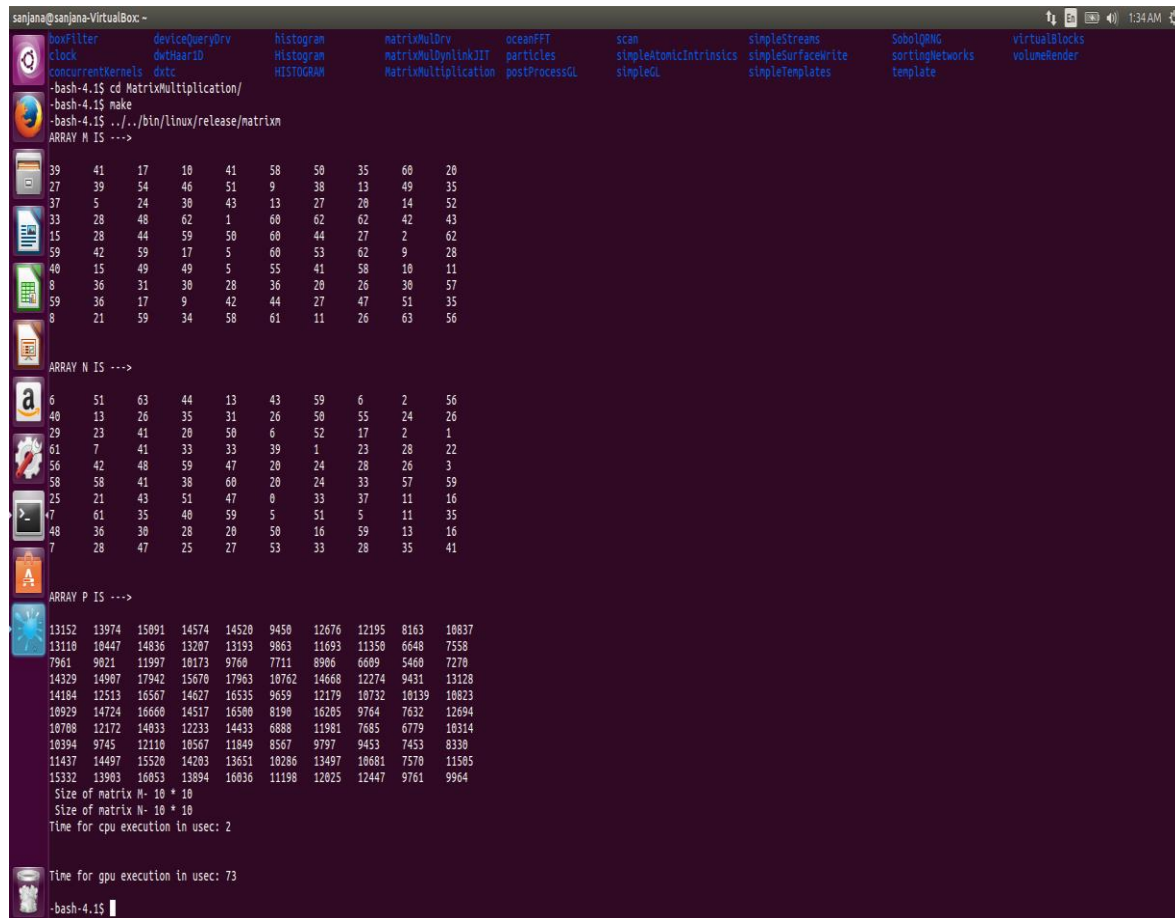 sanjana@sanjana-VirtualBox: ~ En 1:34 AM
boxFilter deviceQueryDrv histogram matrixMulDrv oceanFFT scan simpleStreams SobolQRNG virtualBlocks
clock dwtHaar1D Histogram matrixMulDynlinkJIT particles simpleAtomicIntrinsics simpleSurfaceWrite sortingNetworks volumeRender
concurrentKernels dxtc HISTOGRAM MatrixMultiplication postProcessGL simpleGL simpleTemplates template
-bash-4.1$ cd MatrixMultiplication/
-bash-4.1$ make
-bash-4.1$ ../../bin/linux/release/matrixm
ARRAY M IS --->
39 41 17 10 41 58 50 35 60 20
27 39 54 46 51 9 38 13 49 35
37 5 24 30 43 13 27 20 14 52
33 28 48 62 1 60 62 62 42 43
15 28 44 59 50 60 44 27 2 62
59 42 59 17 5 60 53 62 9 28
40 15 49 49 5 55 41 58 10 11
8 36 31 30 28 36 20 26 30 57
59 36 17 9 42 44 27 47 51 35
8 21 59 34 58 61 11 26 63 56
ARRAY N IS --->
6 51 63 44 13 43 59 6 2 56
40 13 26 35 31 26 50 55 24 26
29 23 41 20 50 6 52 17 2 1
61 7 41 33 33 39 1 23 28 22
56 42 48 59 47 20 24 28 26 3
58 58 41 38 60 20 24 33 57 59
25 21 43 51 47 0 33 37 11 16
7 61 35 40 59 5 51 5 11 35
48 36 30 28 20 50 16 59 13 16
7 28 47 25 27 53 33 28 35 41
ARRAY P IS --->
13152 13974 15091 14574 14520 9450 12676 12195 8163 10837
13110 10447 14836 13207 13193 9863 11693 11350 6648 7558
7961 9021 11997 10173 9760 7711 8906 6609 5460 7270
14329 14907 17942 15670 17963 10762 14668 12274 9431 13128
14184 12513 16567 14627 16535 9659 12179 10732 10139 10823
10929 14724 16660 14517 16500 8190 16205 9764 7632 12694
10708 12172 14033 12233 14433 6888 11981 7685 6779 10314
10394 9745 12110 10567 11849 8567 9797 9453 7453 8330
11437 14497 15520 14203 13651 10286 13497 10681 7570 11505
15332 13903 16053 13894 16036 11198 12025 12447 9761 9964
Size of matrix M- 10 * 10
Size of matrix N- 10 * 10
Time for cpu execution in usec: 2
Time for gpu execution in usec: 73
-bash-4.1$